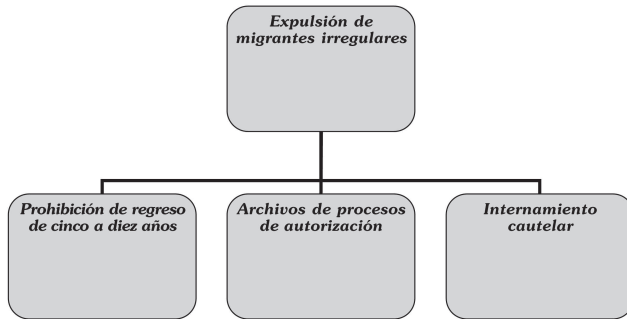 Expulsión de
migrantes irregulares
Prohibición de regreso
de cinco a diez años
Archivos de procesos
de autorización
Internamiento
cautelar